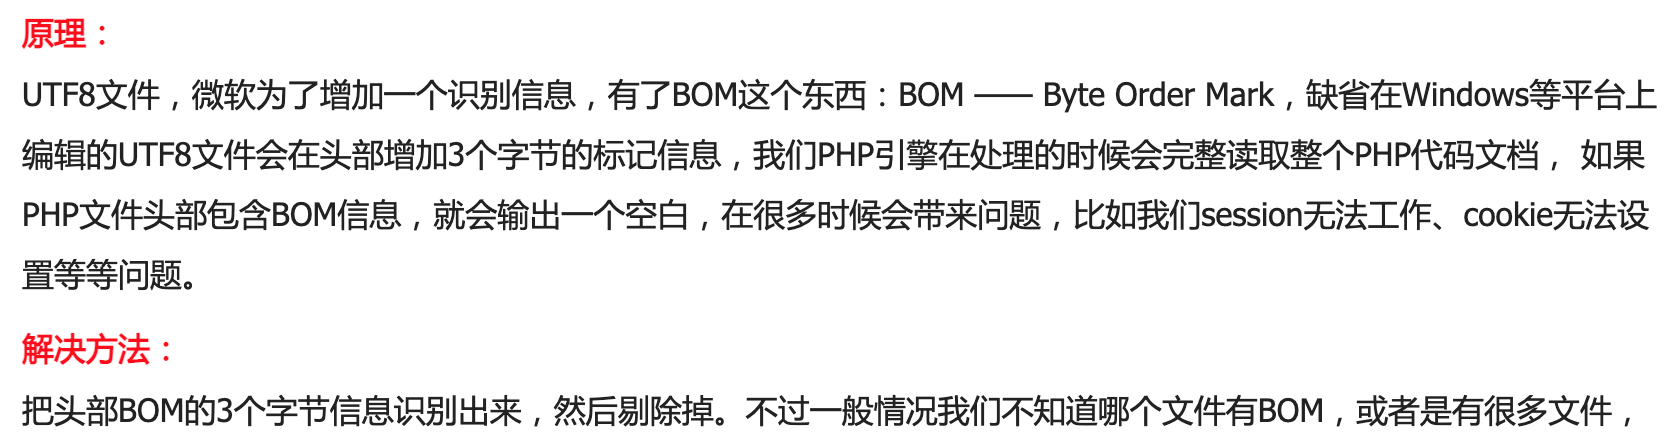 原理：
UTF8文件，微软为了增加一个识别信息，有了BOM这个东西：BOM —— Byte Order Mark，缺省在Windows等平台上
编辑的UTF8文件会在头部增加3个字节的标记信息，我们PHP引擎在处理的时候会完整读取整个PHP代码文档， 如果
PHP文件头部包含BOM信息，就会输出一个空白，在很多时候会带来问题，比如我们session无法工作、cookie无法设
置等等问题。
解决方法：
把头部BOM的3个字节信息识别出来，然后剔除掉。不过一般情况我们不知道哪个文件有BOM，或者是有很多文件，